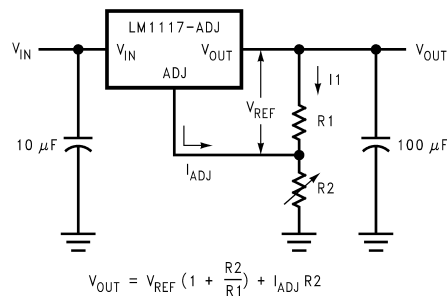 LM1117-ADJ
V_IN
V_IN
V_OUT
V_OUT
ADJ
I1
V_REF
R1
10 μF
100 μF
I_ADJ
R2
V_OUT = V_REF (1 + R2/R1) + I_ADJ R2